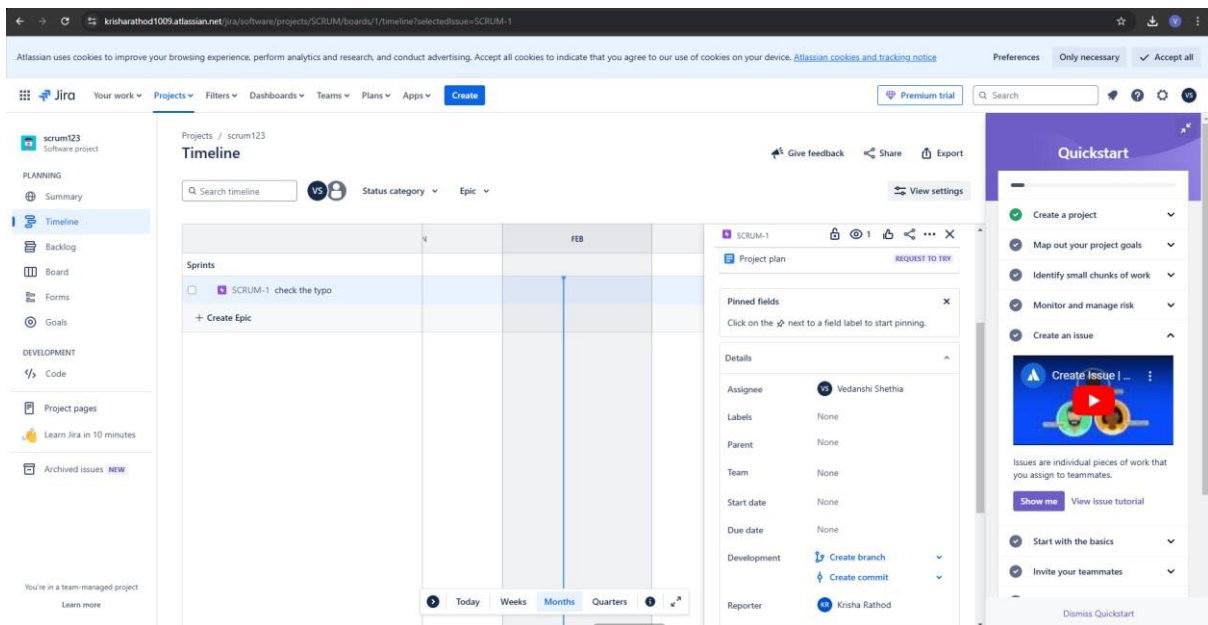 krisharathod1009.atlassian.net/jira/software/projects/SCRUM/boards/1/timeline?selectedIssue=SCRUM-1
V
Atlassian uses cookies to improve your browsing experience, perform analytics and research, and conduct advertising. Accept all cookies to indicate that you agree to our use of cookies on your device. Atlassian cookies and tracking notice
Preferences
Only necessary
Accept all
Jira
Your work
Projects
Filters
Dashboards
Teams
Plans
Apps
Create
Premium trial
Search
VS
scrum123
Software project
PLANNING
Summary
Timeline
Backlog
Board
Forms
Goals
DEVELOPMENT
Code
Project pages
Learn Jira in 10 minutes
Archived issues NEW
You're in a team-managed project
Learn more
Projects / scrum123
Timeline
Give feedback
Share
Export
Search timeline
VS
Status category
Epic
View settings
FEB
Sprints
SCRUM-1 check the typo
+ Create Epic
Today
Weeks
Months
Quarters
SCRUM-1
1
Project plan
REQUEST TO TRY
Pinned fields
Click on the next to a field label to start pinning.
Details
Assignee
VS Vedanshi Shethia
Labels
None
Parent
None
Team
None
Start date
None
Due date
None
Development
Create branch
Create commit
Reporter
KR Krisha Rathod
Quickstart
Create a project
Map out your project goals
Identify small chunks of work
Monitor and manage risk
Create an issue
Create Issue | ...
Issues are individual pieces of work that
you assign to teammates.
Show me
View issue tutorial
Start with the basics
Invite your teammates
Dismiss Quickstart